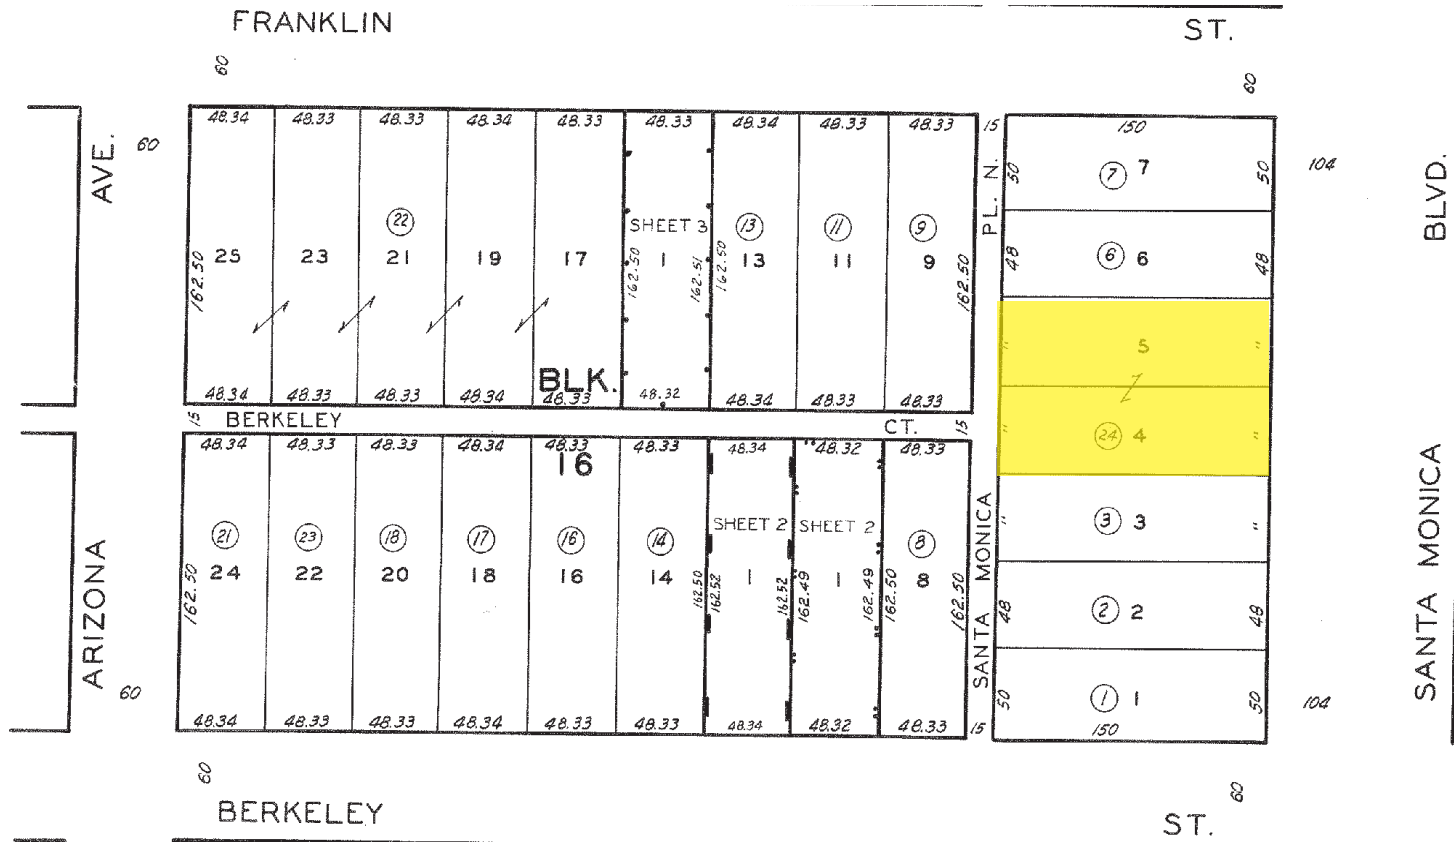 FRANKLIN ST.
60 60
48.34 48.33 48.33 48.34 48.33 48.33 48.34 48.33 48.33 15 150
AVE. 60
PL. N.
50 7 7 50 104
BLVD.
22 SHEET 3 13 11 9
162.50 25 23 21 19 17 162.50 1 162.51 162.50 13 11 9 162.50
48 6 6 48
" 5 "
BLK.
48.34 48.33 48.33 48.34 48.33 48.32 48.34 48.33 48.33
15 BERKELEY CT. 15
" 24 4 "
48.34 48.33 48.33 48.34 48.33 48.33 48.34 48.32 48.33
16
21 23 18 17 16 14 SHEET 2 SHEET 2 8
" 3 3 "
162.50 24 22 20 18 16 14 162.50 162.52 1 162.52 162.49 1 162.49 162.50 8 162.50
48 2 2 48
ARIZONA
SANTA MONICA
SANTA MONICA
60
50 1 1 50 104
48.34 48.33 48.33 48.34 48.33 48.33 48.34 48.32 48.33 15 150
60 60
BERKELEY ST.